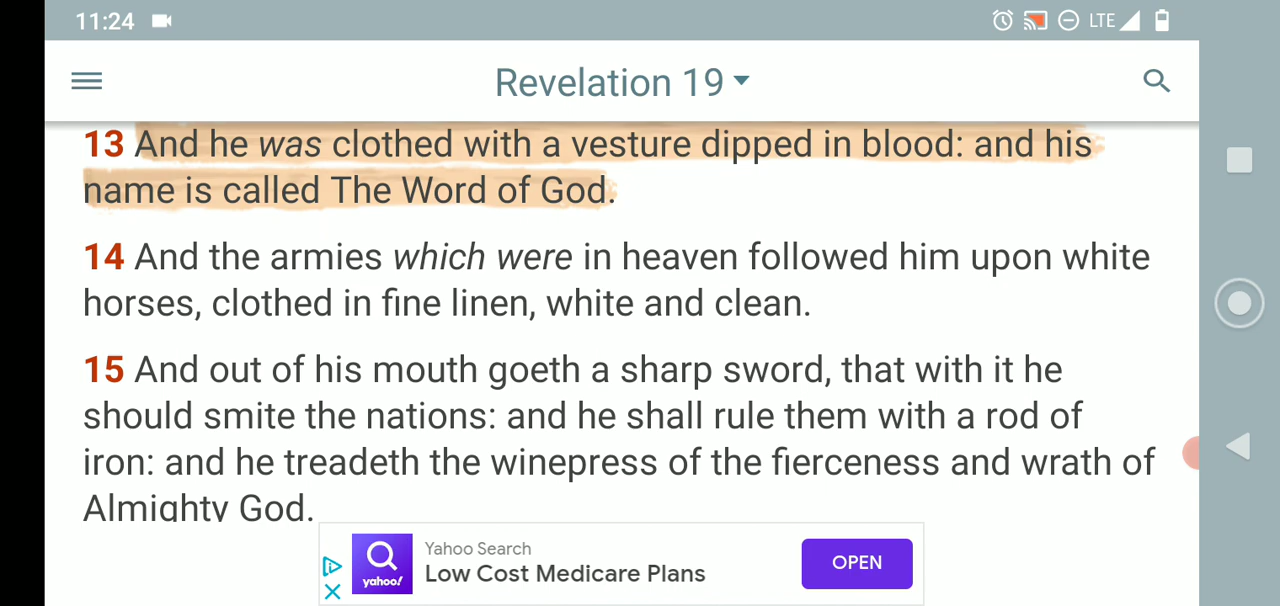 11:24
LTE
Revelation 19
13 And he was clothed with a vesture dipped in blood: and his
name is called The Word of God.
14 And the armies which were in heaven followed him upon white
horses, clothed in fine linen, white and clean.
15 And out of his mouth goeth a sharp sword, that with it he
should smite the nations: and he shall rule them with a rod of
iron: and he treadeth the winepress of the fierceness and wrath of
Almighty God.
Yahoo Search
Low Cost Medicare Plans
yahoo!
OPEN